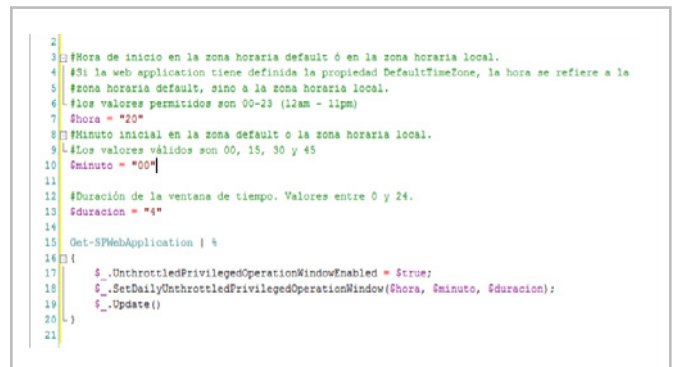 2
3 #Hora de inicio en la zona horaria default ó en la zona horaria local.
4 #Si la web application tiene definida la propiedad DefaultTimeZone, la hora se refiere a la
5 #zona horaria default, sino a la zona horaria local.
6 #los valores permitidos son 00-23 (12am - 11pm)
7 $hora = "20"
8 #Minuto inicial en la zona default o la zona horaria local.
9 #Los valores válidos son 00, 15, 30 y 45
10 $minuto = "00"
11
12 #Duración de la ventana de tiempo. Valores entre 0 y 24.
13 $duracion = "4"
14
15 Get-SPWebApplication | %
16 {
17 $_.UnthrottledPrivilegedOperationWindowEnabled = $true;
18 $_.SetDailyUnthrottledPrivilegedOperationWindow($hora, $minuto, $duracion);
19 $_.Update()
20 }
21